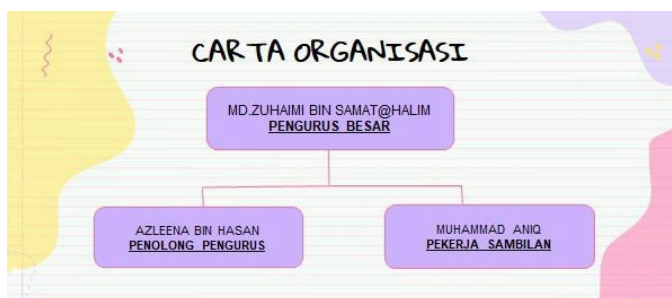 CARTA ORGANISASI
MD.ZUHAIMI BIN SAMAT@HALIM
PENGURUS BESAR
AZLEENA BIN HASAN
PENOLONG PENGURUS
MUHAMMAD ANIQ
PEKERJA SAMBILAN